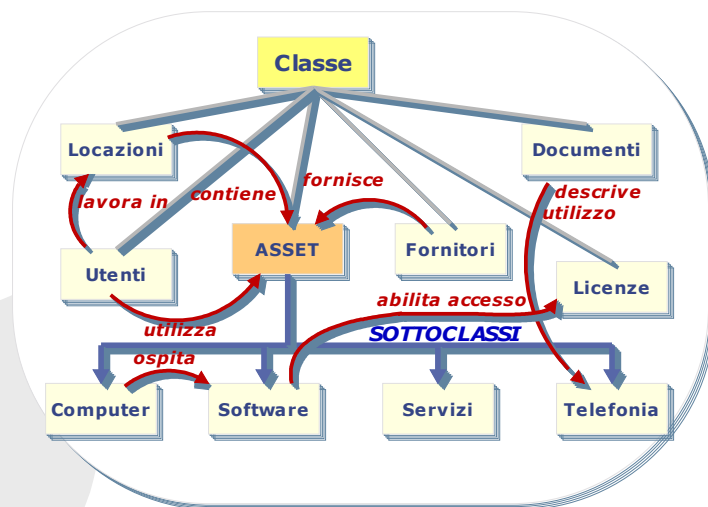 Classe
Locazioni
Documenti
lavora in
contiene
fornisce
descrive
utilizzo
Utenti
ASSET
Fornitori
Licenze
abilita accesso
utilizza
SOTTOCLASSI
ospita
Computer
Software
Servizi
Telefonia